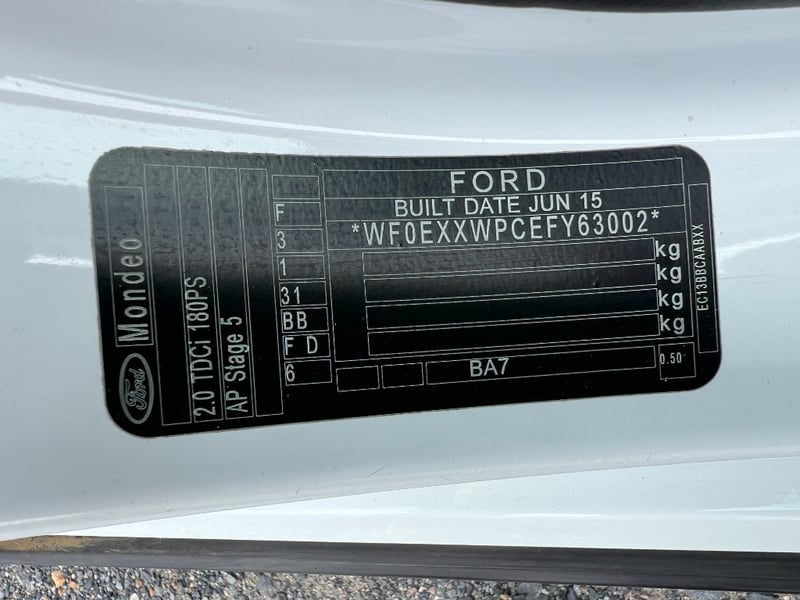 FORD
BUILT DATE JUN 15
*WF0EXXWPCEFY63002*
kg
kg
kg
kg
F
3
1
31
BB
F D
6
BA7
0.50
EC13BBCAABXX
Ford
Mondeo
2.0 TDCi 180PS
AP Stage 5